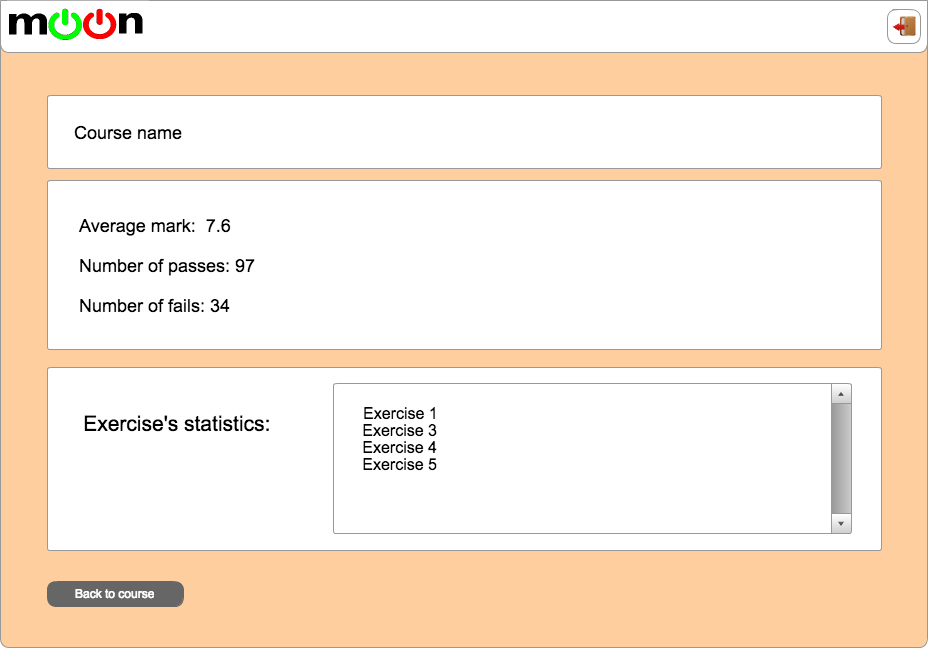 moon
Course name
Average mark: 7.6
Number of passes: 97
Number of fails: 34
Exercise's statistics:
Exercise 1
Exercise 3
Exercise 4
Exercise 5
Back to course